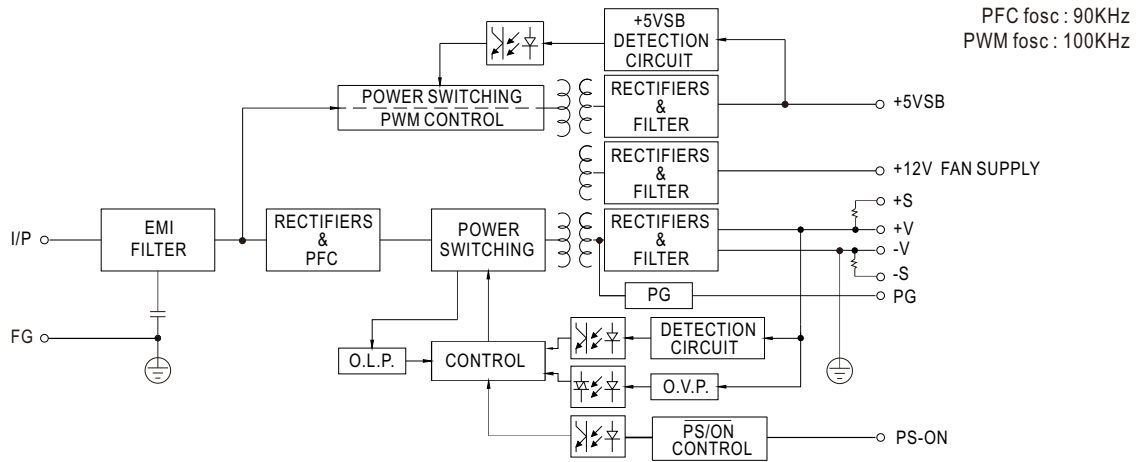 PFC fosc : 90KHz
PWM fosc : 100KHz
+5VSB
DETECTION
CIRCUIT
POWER SWITCHING
PWM CONTROL
RECTIFIERS
&
FILTER
+5VSB
RECTIFIERS
&
FILTER
+12V FAN SUPPLY
I/P
EMI
FILTER
RECTIFIERS
&
PFC
POWER
SWITCHING
RECTIFIERS
&
FILTER
+S
+V
-V
-S
PG
PG
FG
O.L.P.
CONTROL
DETECTION
CIRCUIT
O.V.P.
PS/ON
CONTROL
PS-ON